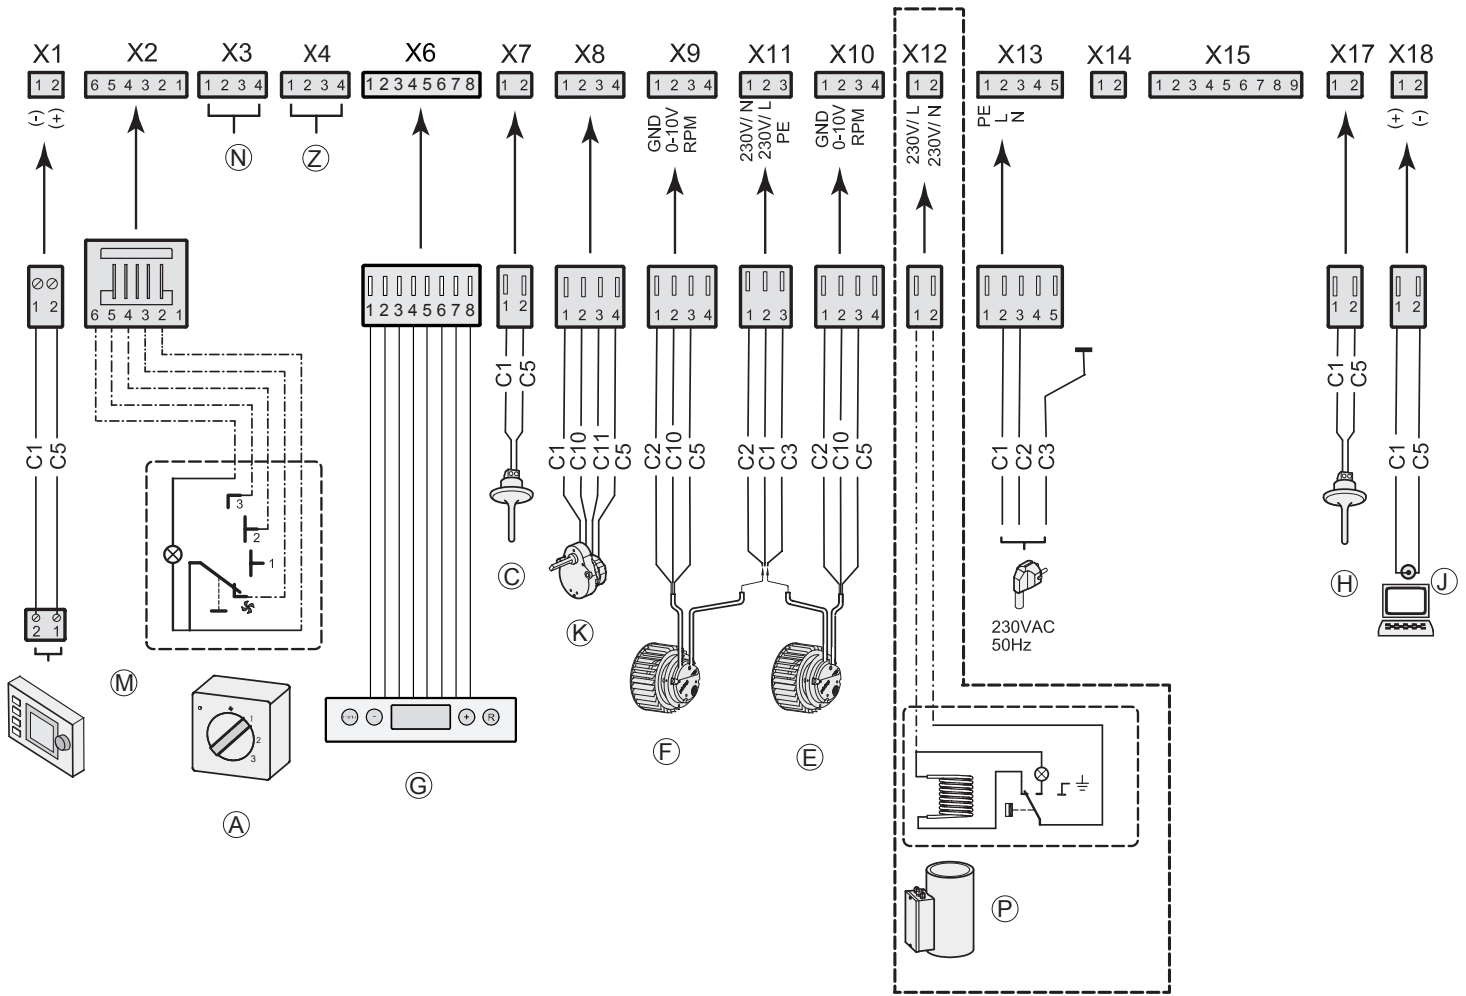 X1 X2 X3 X4 X6 X7 X8 X9 X11 X10 X12 X13 X14 X15 X17 X18
1 2 6 5 4 3 2 1 1 2 3 4 1 2 3 4 1 2 3 4 5 6 7 8 1 2 1 2 3 4 1 2 3 4 1 2 3 1 2 3 4 1 2 1 2 3 4 5 1 2 1 2 3 4 5 6 7 8 9 1 2 1 2
(-)
(+)
N
Z
GND
0-10V
RPM
230V/ N
230V/ L
PE
GND
0-10V
RPM
230V/ L
230V/ N
PE
L
N
(+)
(-)
1 2
6 5 4 3 2 1
1 2 3 4 5 6 7 8
1 2
1 2 3 4
1 2 3 4
1 2 3
1 2 3 4
1 2
1 2 3 4 5
1 2
1 2
C1 C5
C1 C5
C1 C5
C1 C10 C11 C5
C2 C10 C5
C2 C1 C3
C2 C10 C5
C1 C2 C3
C1 C5
C1 C5
3
2
1
2 1
C
K
H
J
230VAC
50Hz
M
1
2
3
A
- + R
G
F
E
P